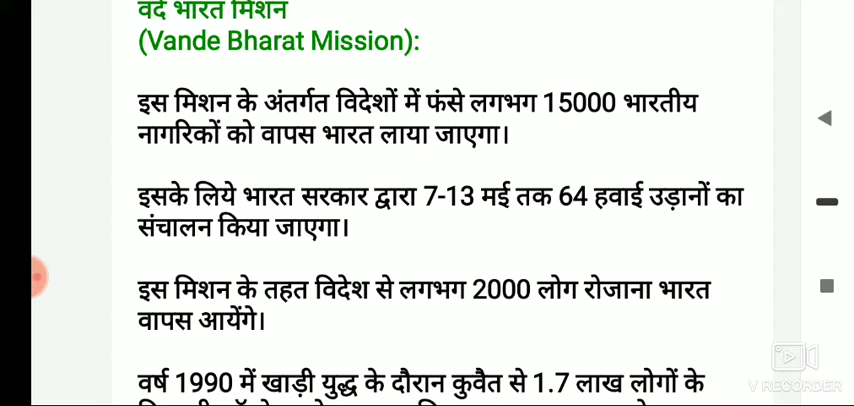 वंदे भारत मिशन
(Vande Bharat Mission):
इस मिशन के अंतर्गत विदेशों में फंसे लगभग 15000 भारतीय
नागरिकों को वापस भारत लाया जाएगा।
इसके लिये भारत सरकार द्वारा 7-13 मई तक 64 हवाई उड़ानों का
संचालन किया जाएगा।
इस मिशन के तहत विदेश से लगभग 2000 लोग रोजाना भारत
वापस आयेंगे।
वर्ष 1990 में खाड़ी युद्ध के दौरान कुवैत से 1.7 लाख लोगों के
V RECORDER